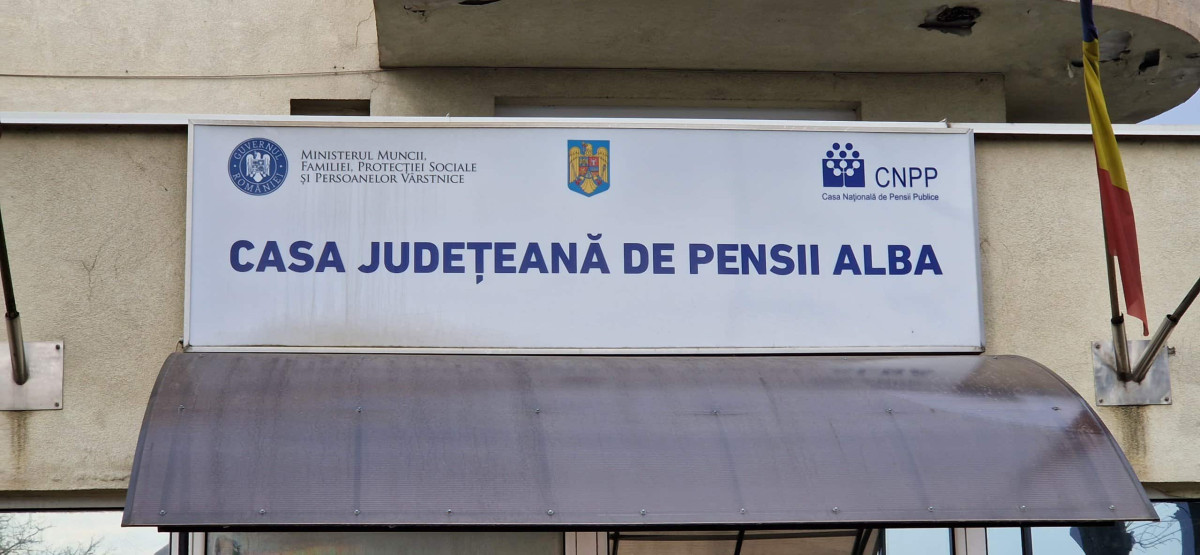 GUVERNUL ROMÂNIEI
MINISTERUL MUNCII,
FAMILIEI, PROTECȚIEI SOCIALE
ȘI PERSOANELOR VÂRSTNICE
CNPP
Casa Naţională de Pensii Publice
CASA JUDEȚEANĂ DE PENSII ALBA